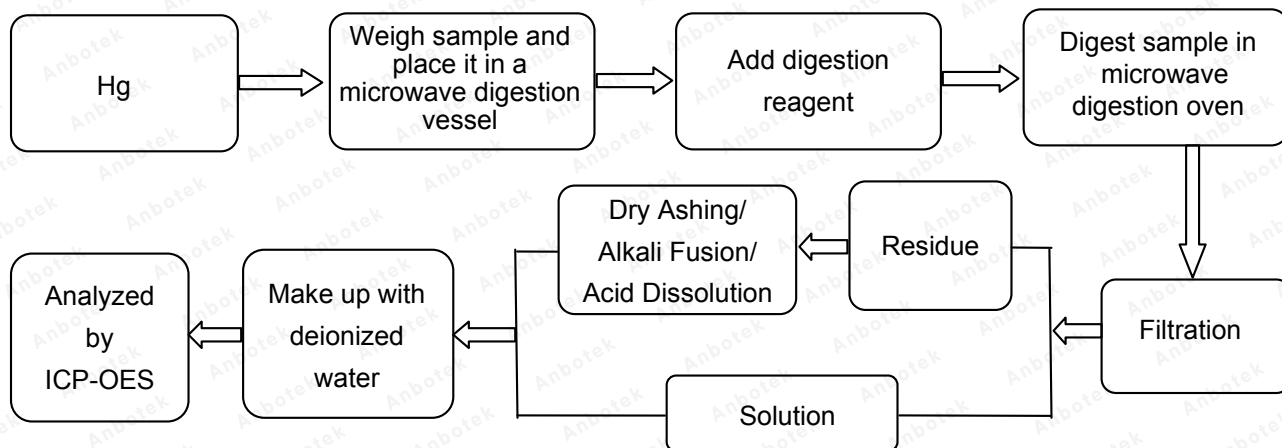 Hg
Weigh sample and
place it in a
microwave digestion
vessel
Add digestion
reagent
Digest sample in
microwave
digestion oven
Filtration
Residue
Dry Ashing/
Alkali Fusion/
Acid Dissolution
Solution
Make up with
deionized
water
Analyzed
by
ICP-OES
Anbotek